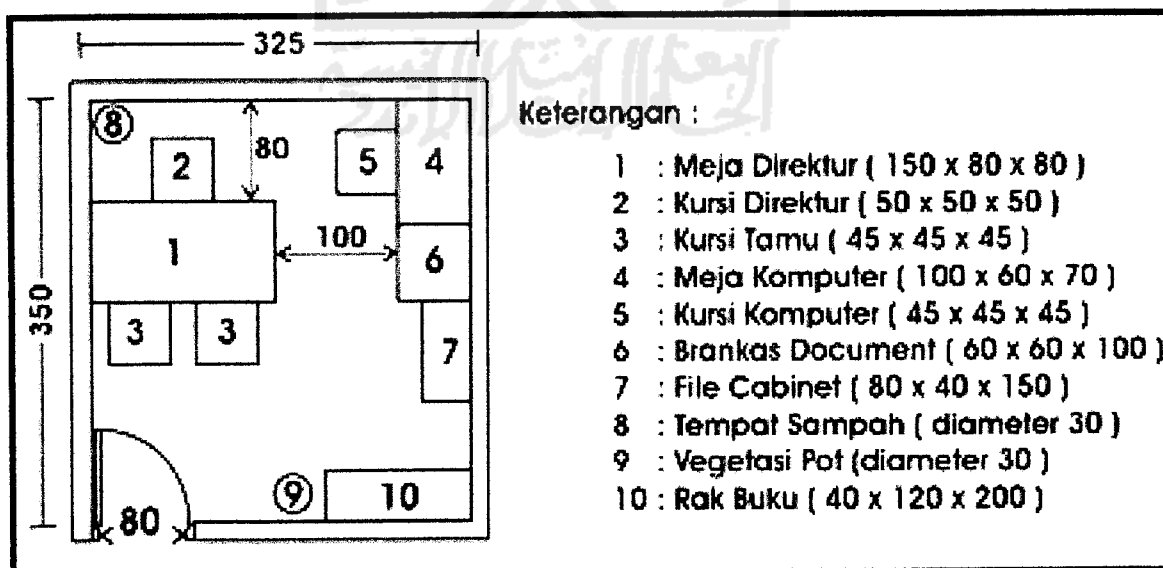 325
350
8
2
80
5
4
1
100
6
3
3
7
80
9
10
Keterangan :
1 : Meja Direktur ( 150 x 80 x 80 )
2 : Kursi Direktur ( 50 x 50 x 50 )
3 : Kursi Tamu ( 45 x 45 x 45 )
4 : Meja Komputer ( 100 x 60 x 70 )
5 : Kursi Komputer ( 45 x 45 x 45 )
6 : Brankas Document ( 60 x 60 x 100 )
7 : File Cabinet ( 80 x 40 x 150 )
8 : Tempat Sampah ( diameter 30 )
9 : Vegetasi Pot (diameter 30 )
10 : Rak Buku ( 40 x 120 x 200 )